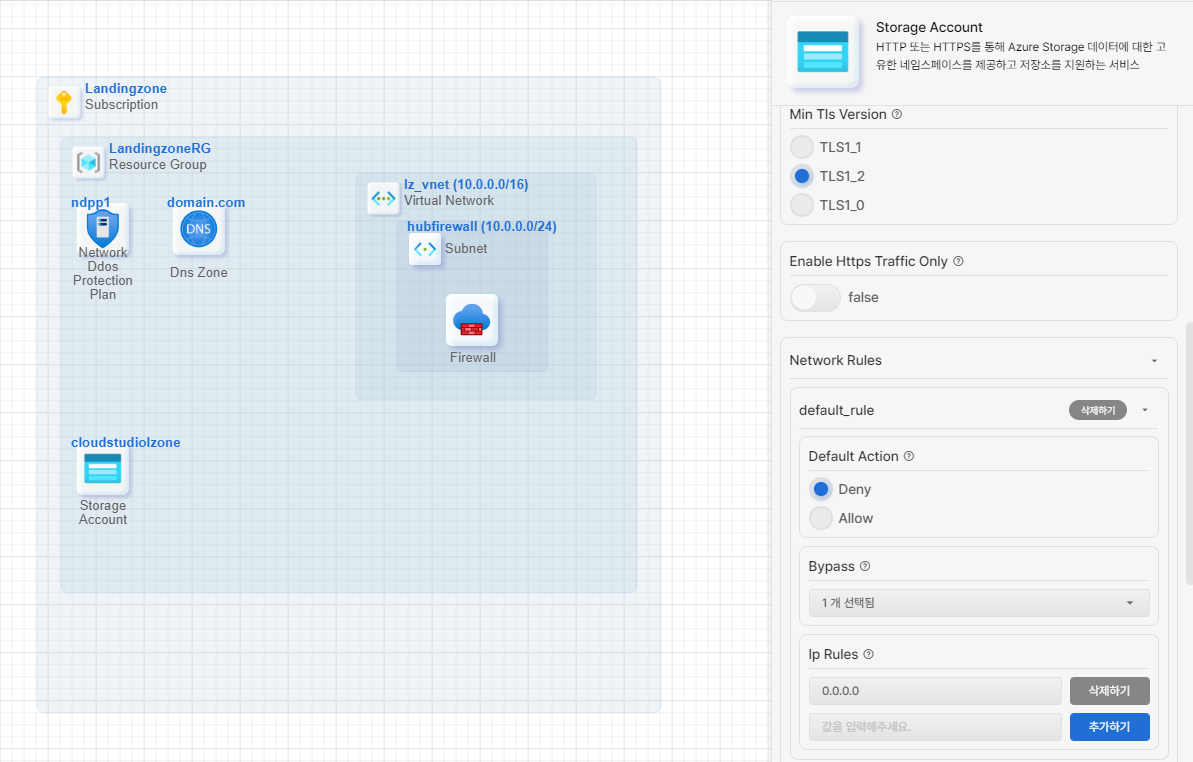 Landingzone
Subscription
LandingzoneRG
Resource Group
ndpp1
Network
Ddos
Protection
Plan
domain.com
DNS
Dns Zone
lz_vnet (10.0.0.0/16)
Virtual Network
hubfirewall (10.0.0.0/24)
Subnet
Firewall
cloudstudiolzone
Storage
Account
Storage Account
HTTP 또는 HTTPS를 통해 Azure Storage 데이터에 대한 고
유한 네임스페이스를 제공하고 저장소를 지원하는 서비스
Min Tls Version
TLS1_1
TLS1_2
TLS1_0
Enable Https Traffic Only
false
Network Rules
default_rule 삭제하기
Default Action
Deny
Allow
Bypass
1 개 선택됨
Ip Rules
0.0.0.0 삭제하기
값을 입력해주세요. 추가하기